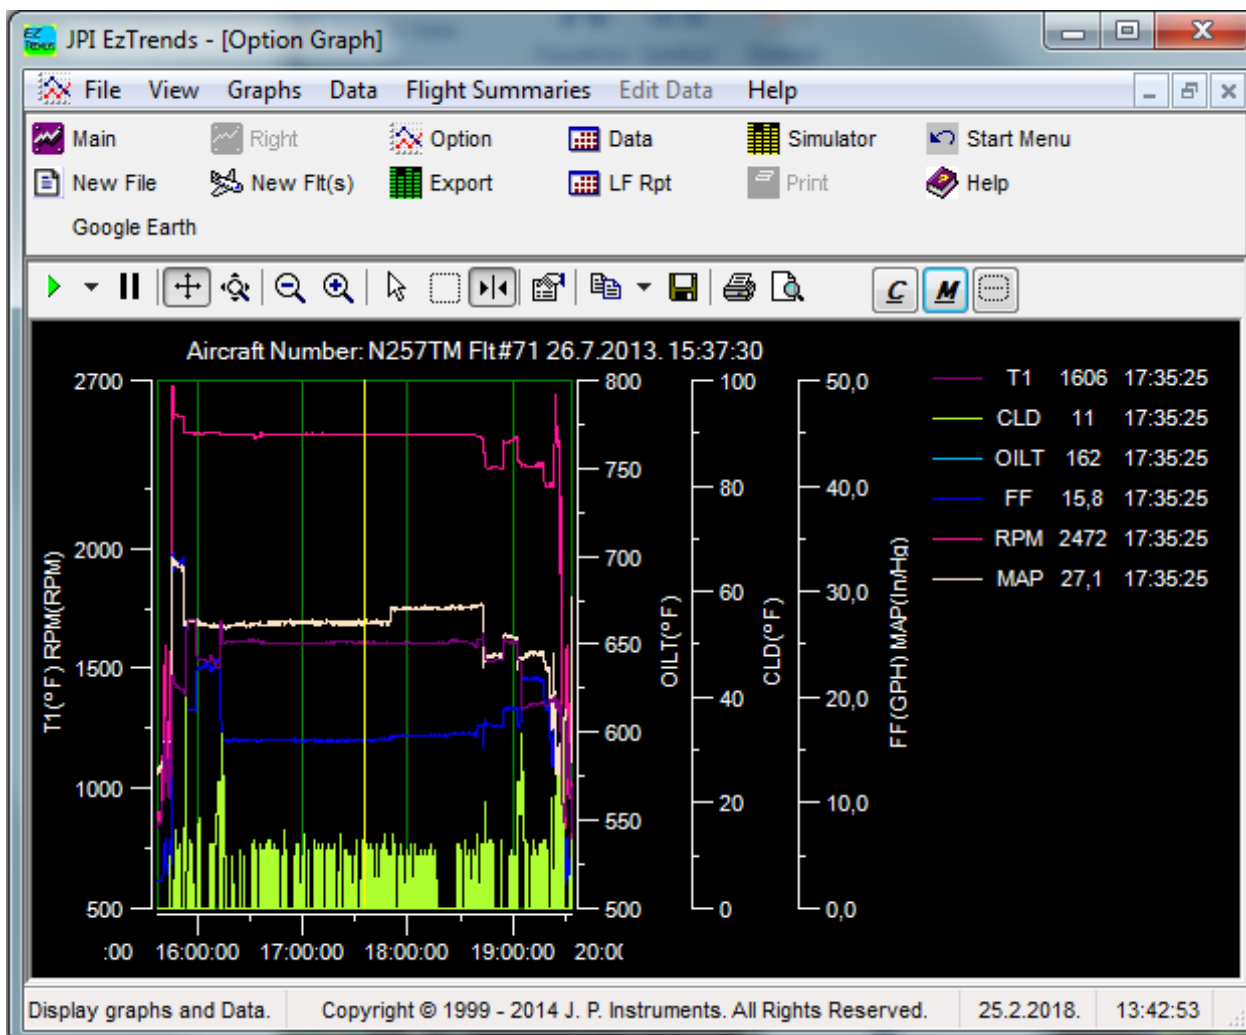 EZ Trends JPI EzTrends - [Option Graph]
File View Graphs Data Flight Summaries Edit Data Help
Main Right Option Data Simulator Start Menu
New File New Flt(s) Export LF Rpt Print Help
Google Earth
C M
Aircraft Number: N257TM Flt#71 26.7.2013. 15:37:30
2700 800 100 50,0
T1 1606 17:35:25
CLD 11 17:35:25
OILT 162 17:35:25
FF 15,8 17:35:25
RPM 2472 17:35:25
MAP 27,1 17:35:25
750
80 40,0
2000 700
60 30,0
1500 650
40 20,0
600
1000
20 10,0
550
500 500 0 0,0
T1(º F) RPM(RPM)
OILT(º F)
CLD(º F)
FF(GPH) MAP(In/Hg)
:00 16:00:00 17:00:00 18:00:00 19:00:00 20:00
Display graphs and Data. Copyright © 1999 - 2014 J. P. Instruments. All Rights Reserved. 25.2.2018. 13:42:53